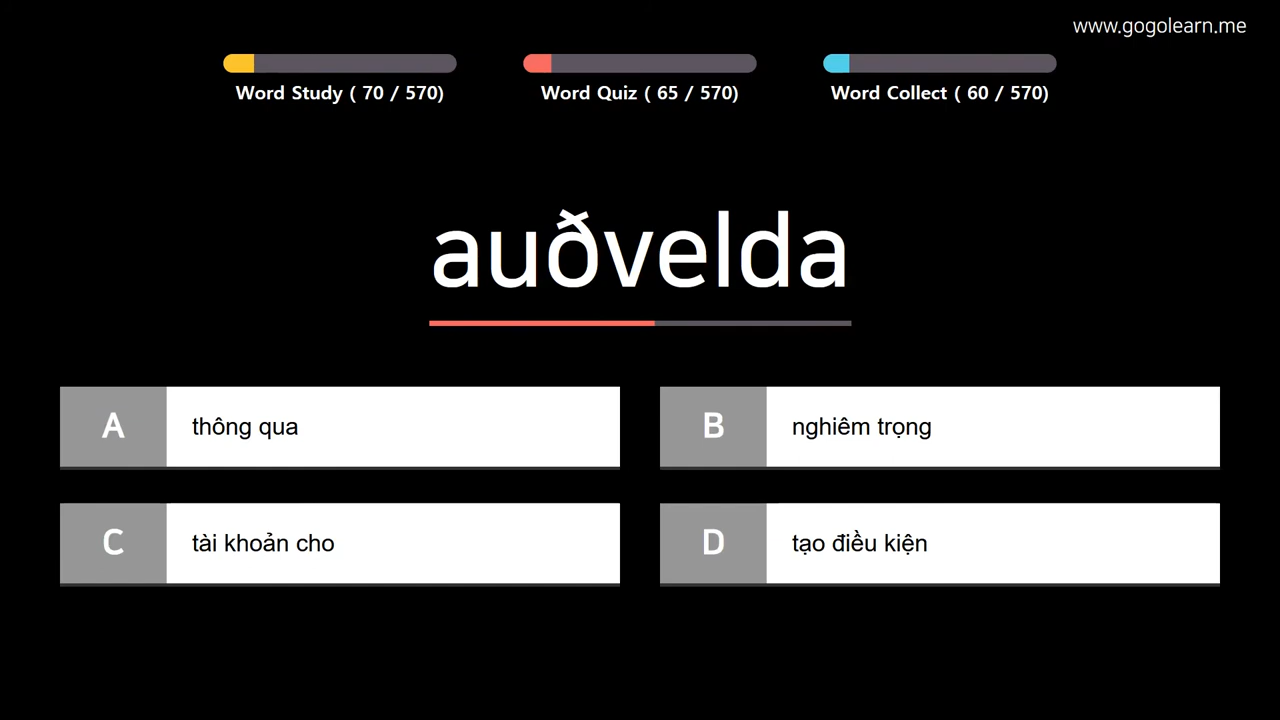 www.gogolearn.me
Word Study ( 70 / 570)
Word Quiz ( 65 / 570)
Word Collect ( 60 / 570)
auðvelda
A
thông qua
B
nghiêm trọng
C
tài khoản cho
D
tạo điều kiện